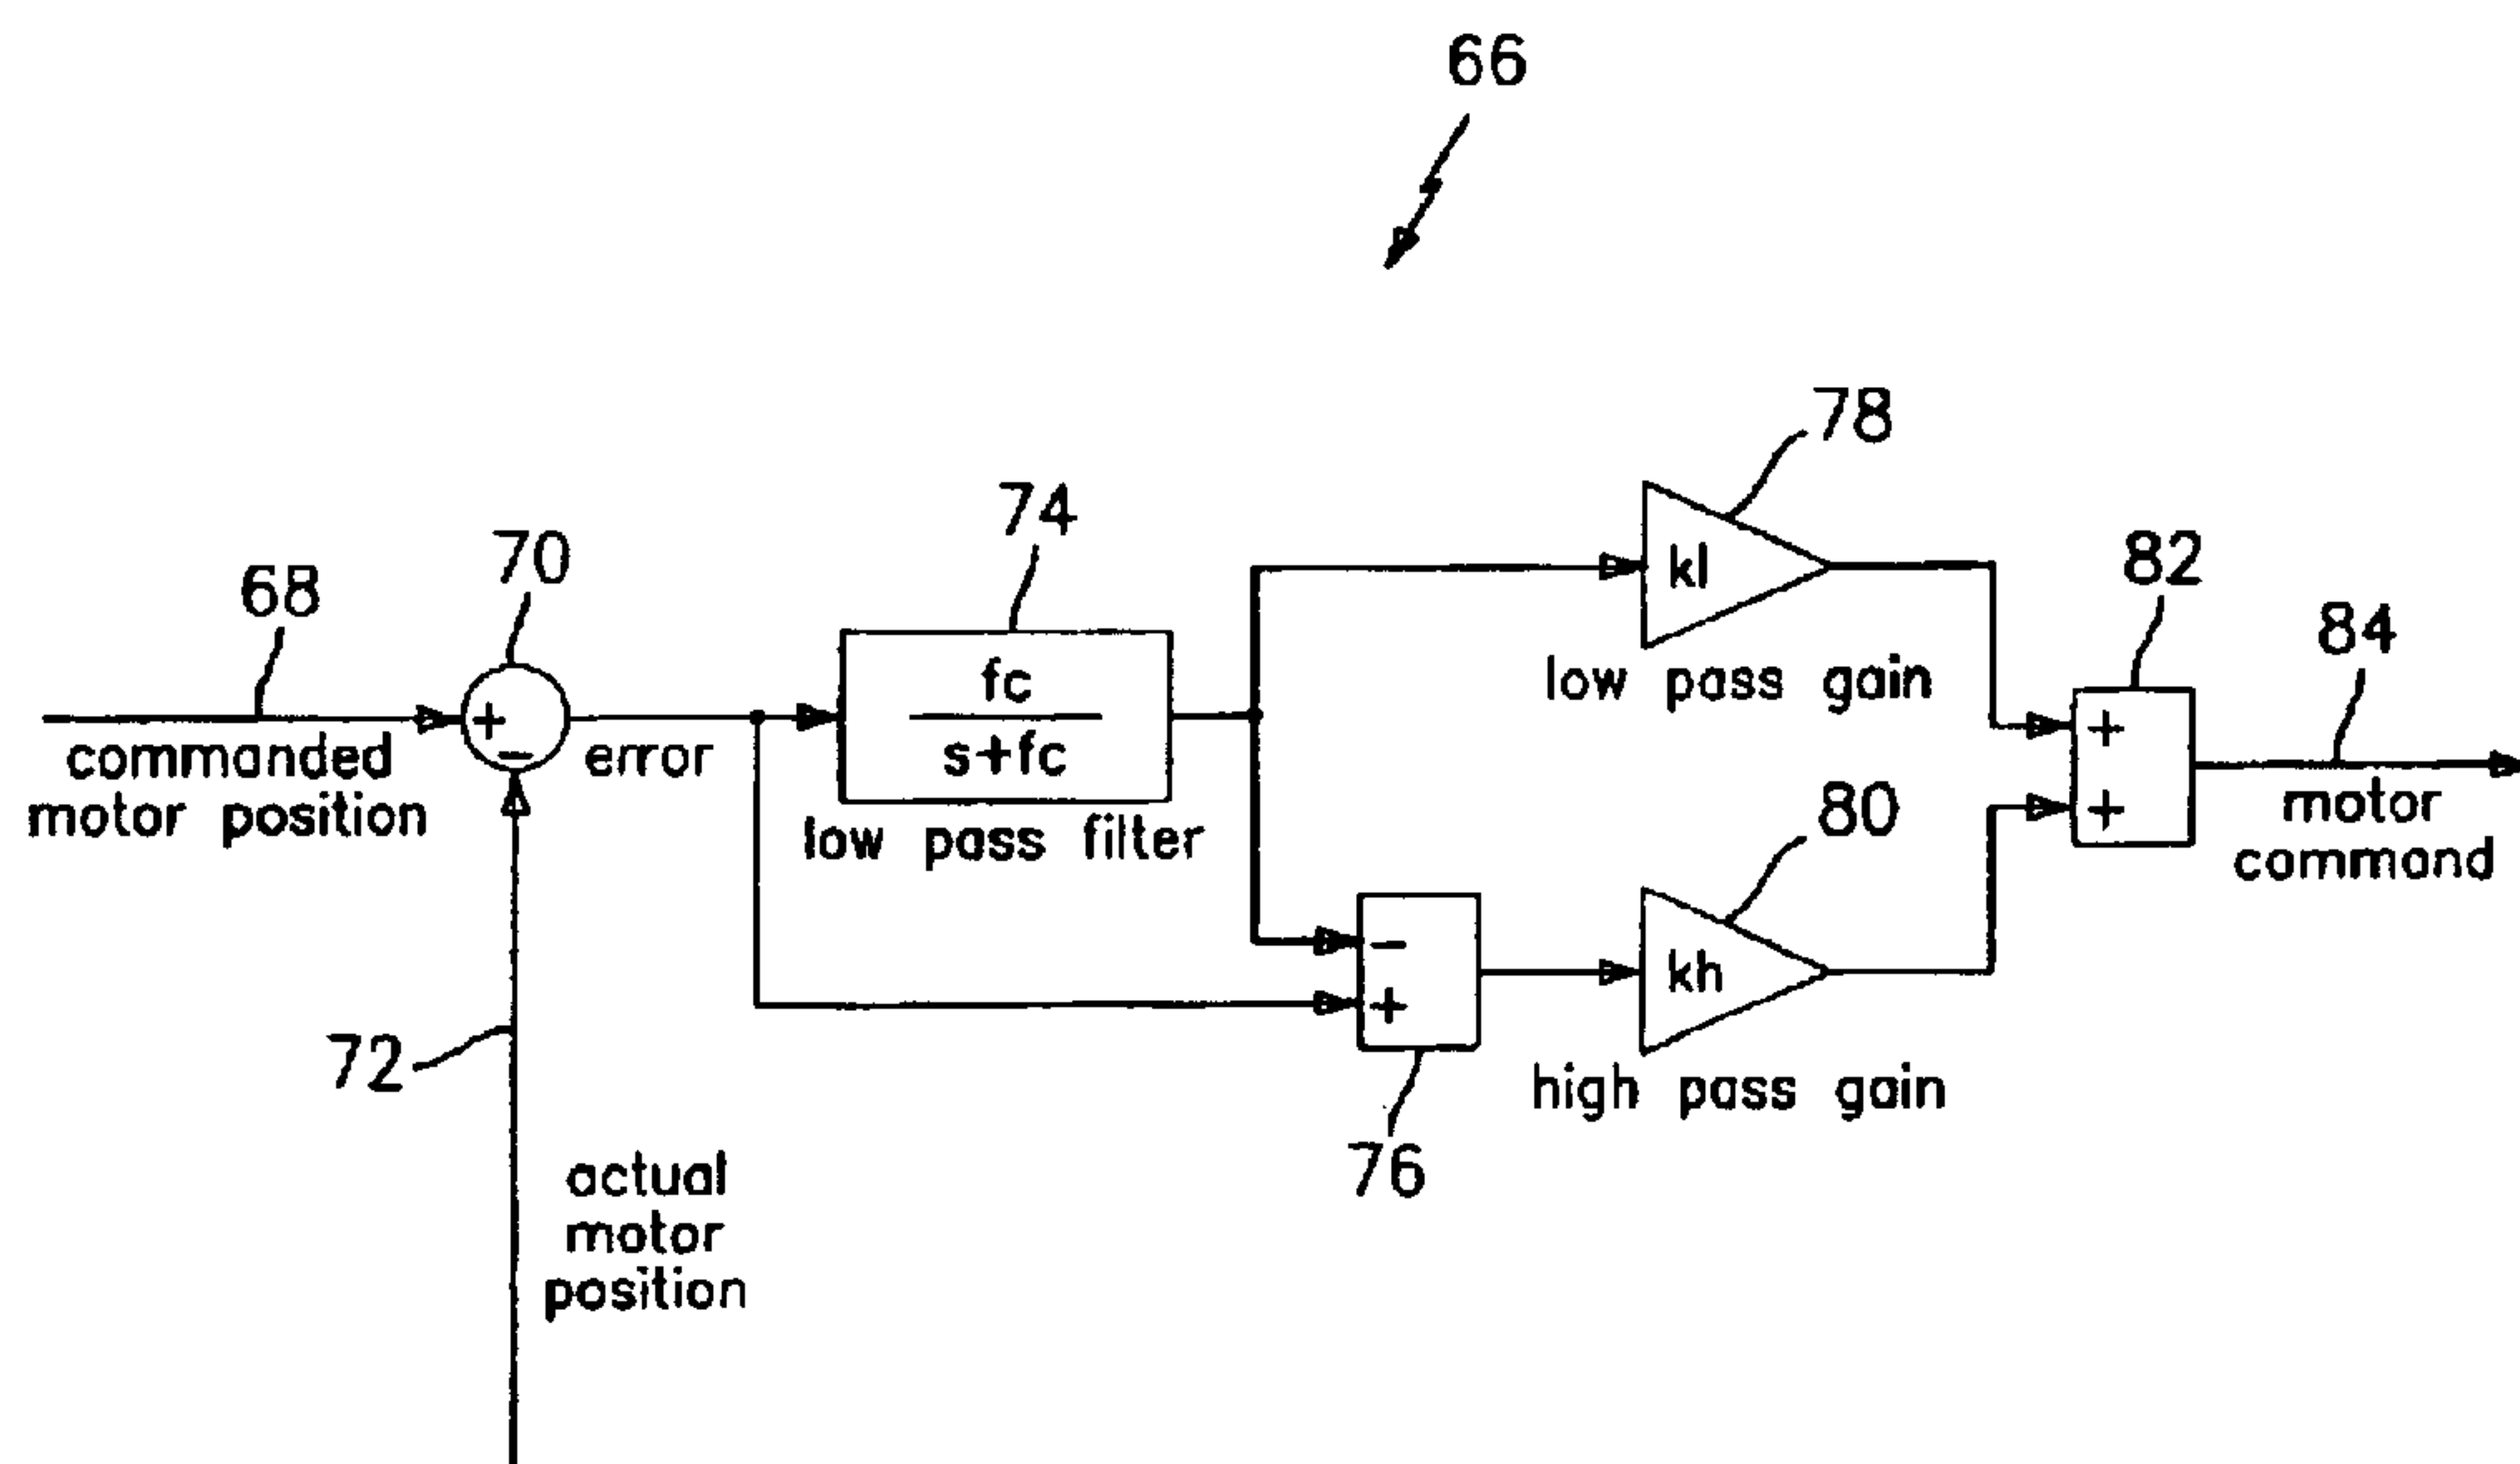 66
78
74
70
82
68
84
kl
fc
low pass gain
+
+
s+fc
commanded
motor position
−
error
+
80
motor
command
low pass filter
−
kh
+
72
high pass gain
76
actual
motor
position